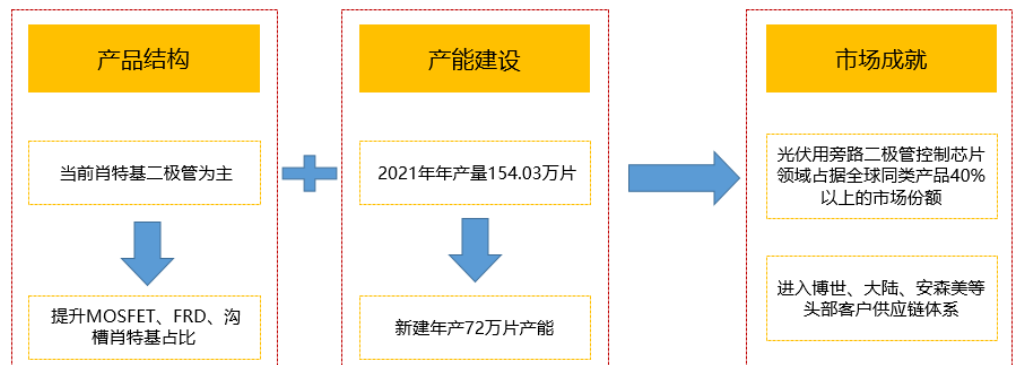 产品结构
当前肖特基二极管为主
提升MOSFET、FRD、沟
槽肖特基占比
产能建设
2021年年产量154.03万片
新建年产72万片产能
市场成就
光伏用旁路二极管控制芯片
领域占据全球同类产品40%
以上的市场份额
进入博世、大陆、安森美等
头部客户供应链体系